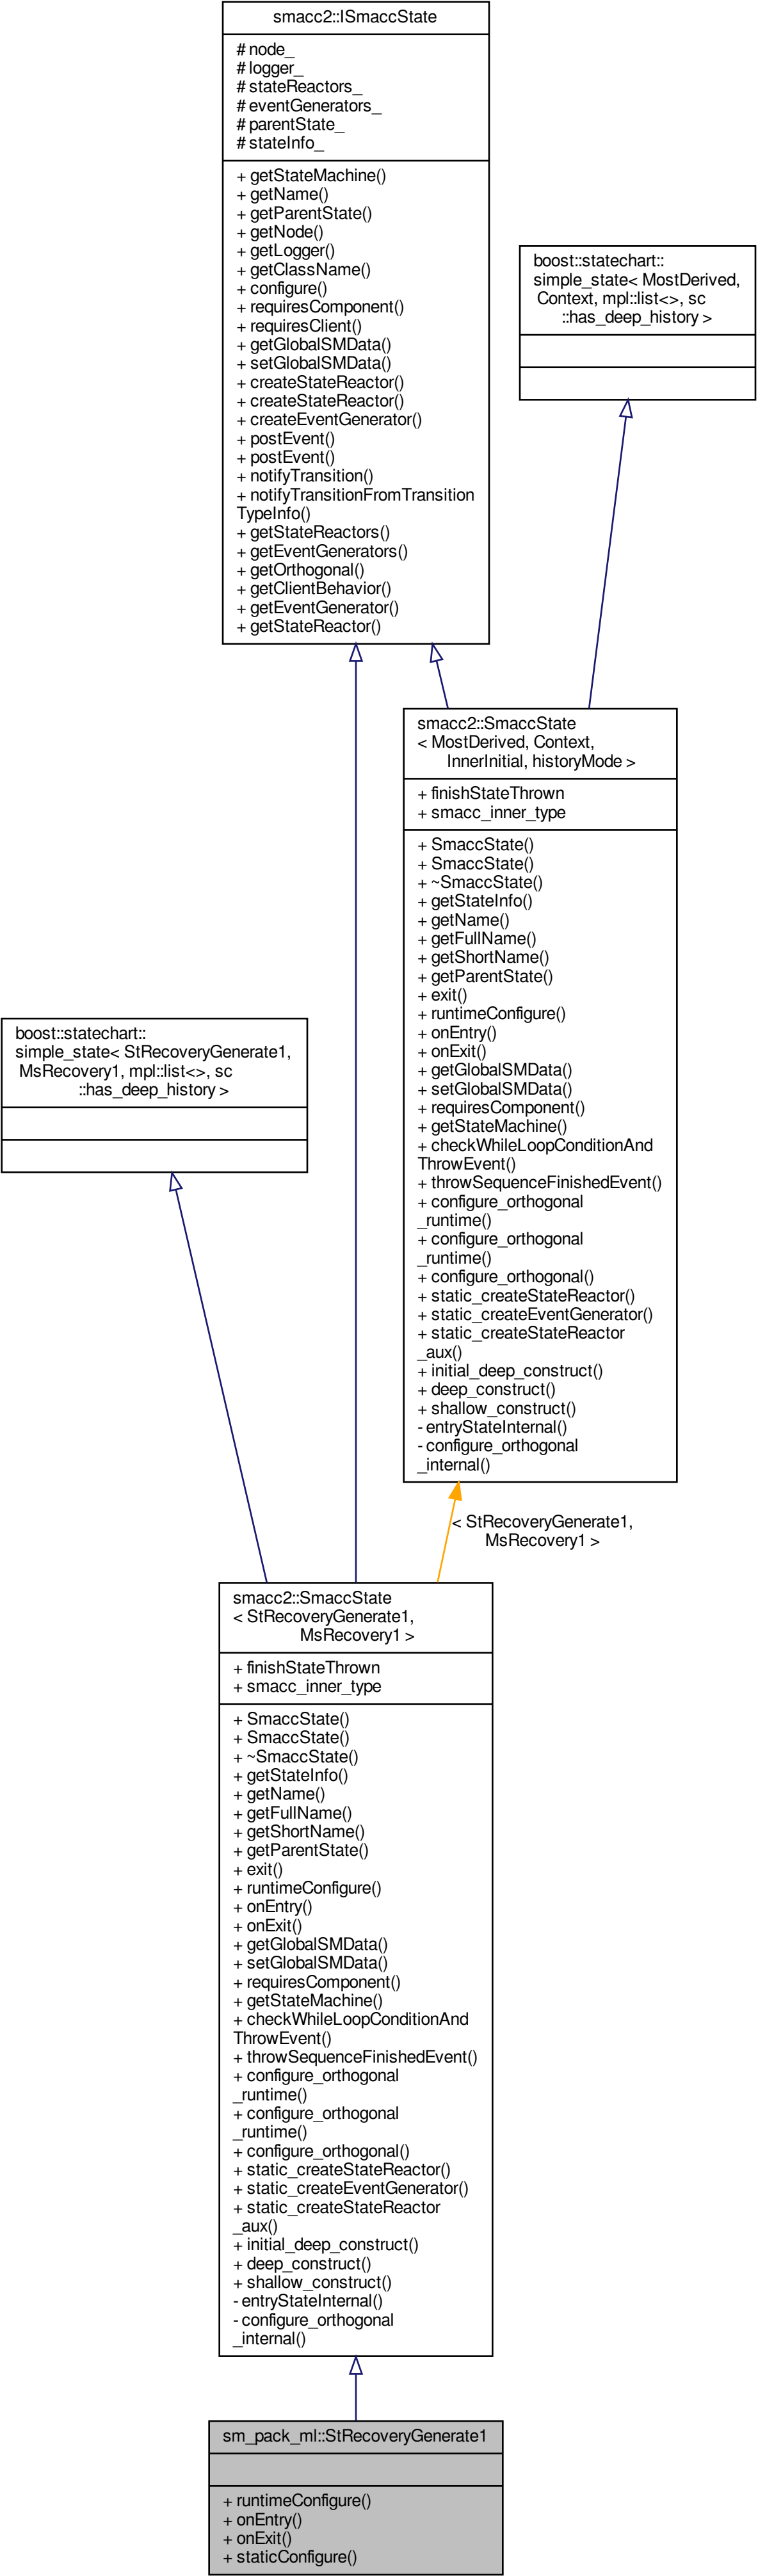 smacc2::ISmaccState
# node_
# logger_
# stateReactors_
# eventGenerators_
# parentState_
# stateInfo_
+ getStateMachine()
+ getName()
+ getParentState()
+ getNode()
+ getLogger()
+ getClassName()
+ configure()
+ requiresComponent()
+ requiresClient()
+ getGlobalSMData()
+ setGlobalSMData()
+ createStateReactor()
+ createStateReactor()
+ createEventGenerator()
+ postEvent()
+ postEvent()
+ notifyTransition()
+ notifyTransitionFromTransition
TypeInfo()
+ getStateReactors()
+ getEventGenerators()
+ getOrthogonal()
+ getClientBehavior()
+ getEventGenerator()
+ getStateReactor()
boost::statechart::
simple_state< MostDerived,
Context, mpl::list<>, sc
::has_deep_history >
smacc2::SmaccState
< MostDerived, Context,
InnerInitial, historyMode >
+ finishStateThrown
+ smacc_inner_type
+ SmaccState()
+ SmaccState()
+ ~SmaccState()
+ getStateInfo()
+ getName()
+ getFullName()
+ getShortName()
+ getParentState()
+ exit()
+ runtimeConfigure()
+ onEntry()
+ onExit()
+ getGlobalSMData()
+ setGlobalSMData()
+ requiresComponent()
+ getStateMachine()
+ checkWhileLoopConditionAnd
ThrowEvent()
+ throwSequenceFinishedEvent()
+ configure_orthogonal
_runtime()
+ configure_orthogonal
_runtime()
+ configure_orthogonal()
+ static_createStateReactor()
+ static_createEventGenerator()
+ static_createStateReactor
_aux()
+ initial_deep_construct()
+ deep_construct()
+ shallow_construct()
- entryStateInternal()
- configure_orthogonal
_internal()
boost::statechart::
simple_state< StRecoveryGenerate1,
MsRecovery1, mpl::list<>, sc
::has_deep_history >
< StRecoveryGenerate1,
MsRecovery1 >
smacc2::SmaccState
< StRecoveryGenerate1,
MsRecovery1 >
+ finishStateThrown
+ smacc_inner_type
+ SmaccState()
+ SmaccState()
+ ~SmaccState()
+ getStateInfo()
+ getName()
+ getFullName()
+ getShortName()
+ getParentState()
+ exit()
+ runtimeConfigure()
+ onEntry()
+ onExit()
+ getGlobalSMData()
+ setGlobalSMData()
+ requiresComponent()
+ getStateMachine()
+ checkWhileLoopConditionAnd
ThrowEvent()
+ throwSequenceFinishedEvent()
+ configure_orthogonal
_runtime()
+ configure_orthogonal
_runtime()
+ configure_orthogonal()
+ static_createStateReactor()
+ static_createEventGenerator()
+ static_createStateReactor
_aux()
+ initial_deep_construct()
+ deep_construct()
+ shallow_construct()
- entryStateInternal()
- configure_orthogonal
_internal()
sm_pack_ml::StRecoveryGenerate1
+ runtimeConfigure()
+ onEntry()
+ onExit()
+ staticConfigure()